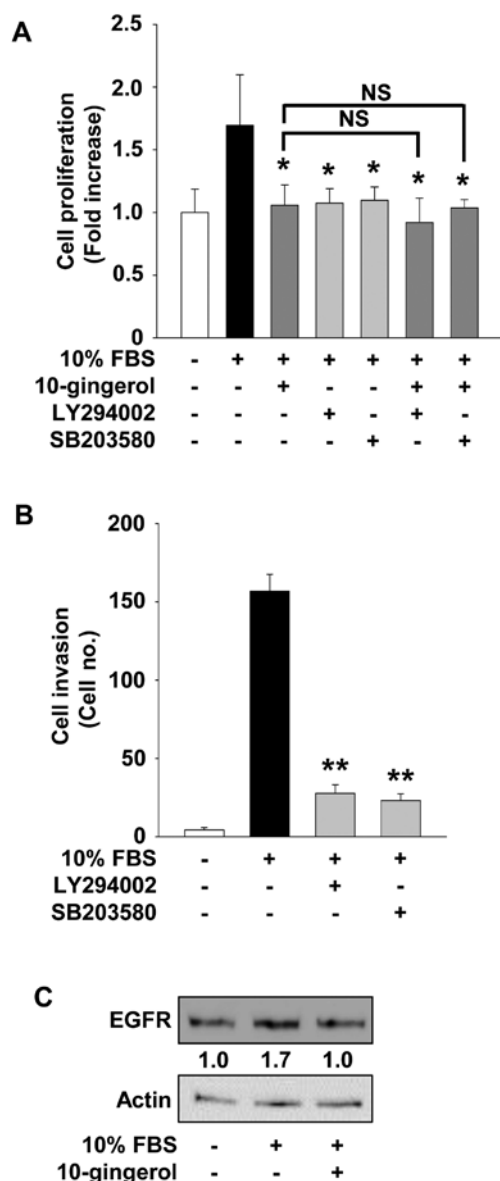 A
Cell proliferation
(Fold increase)
2.5
2.0
1.5
1.0
0.5
0
NS
NS
* * * * *
10% FBS - + + + + + +
10-gingerol - - + - - + +
LY294002 - - - + - + -
SB203580 - - - - + - +
B
Cell invasion
(Cell no.)
200
150
100
50
0
** **
10% FBS - + + +
LY294002 - - + -
SB203580 - - - +
C
EGFR
1.0 1.7 1.0
Actin
10% FBS - + +
10-gingerol - - +